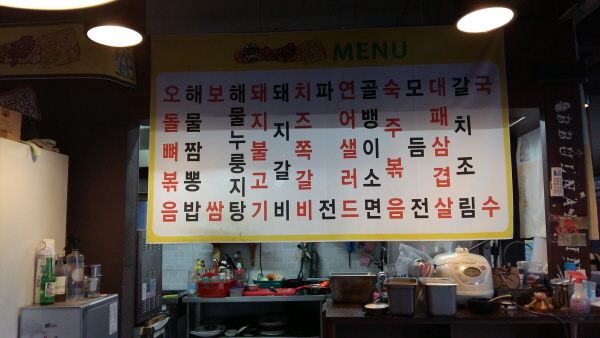 MENU
오돌뼈볶음
해물짬뽕밥
보쌈
해물누룽지탕
돼지불고기
돼지갈비
치즈쪽갈비
파전
연어샐러드
골뱅이소면
숙주볶음
모듬전
대패삼겹살
갈치조림
국수